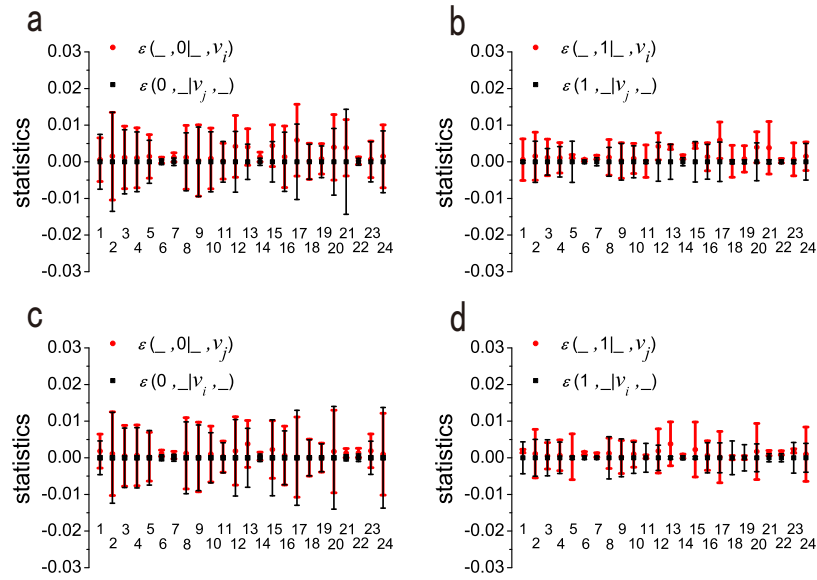 a
0.03
0.02
0.01
0.00
-0.01
-0.02
-0.03
statistics
ε(_ ,0|_ ,v_i)
ε(0 ,_|v_j ,_)
1 3 5 7 9 11 13 15 17 19 21 23
2 4 6 8 10 12 14 16 18 20 22 24
b
0.03
0.02
0.01
0.00
-0.01
-0.02
-0.03
statistics
ε(_ ,1|_ ,v_i)
ε(1 ,_|v_j ,_)
1 3 5 7 9 11 13 15 17 19 21 23
2 4 6 8 10 12 14 16 18 20 22 24
c
0.03
0.02
0.01
0.00
-0.01
-0.02
-0.03
statistics
ε(_ ,0|_ ,v_j)
ε(0 ,_|v_i ,_)
1 3 5 7 9 11 13 15 17 19 21 23
2 4 6 8 10 12 14 16 18 20 22 24
d
0.03
0.02
0.01
0.00
-0.01
-0.02
-0.03
statistics
ε(_ ,1|_ ,v_j)
ε(1 ,_|v_i ,_)
1 3 5 7 9 11 13 15 17 19 21 23
2 4 6 8 10 12 14 16 18 20 22 24